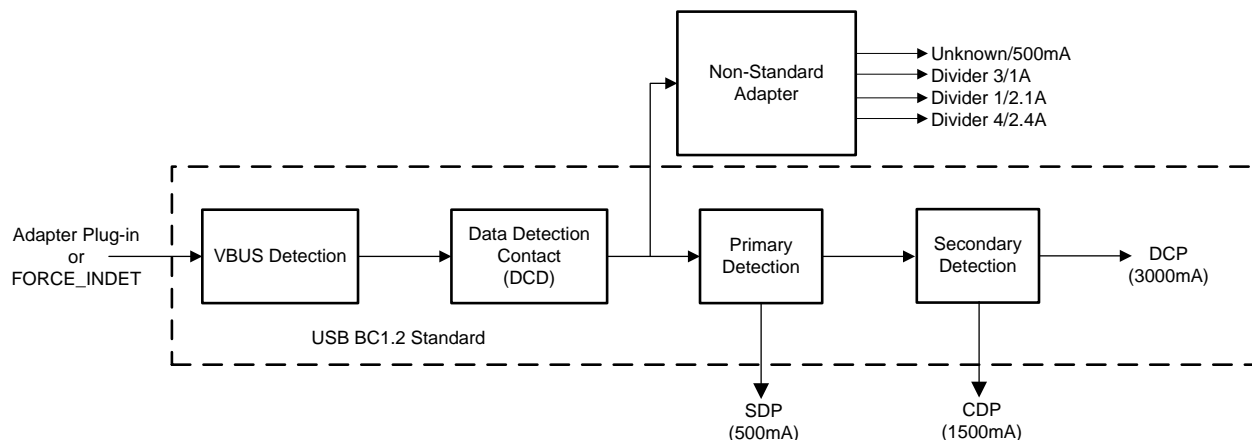 Non-Standard
Adapter
Unknown/500mA
Divider 3/1A
Divider 1/2.1A
Divider 4/2.4A
Adapter Plug-in
or
FORCE_INDET
VBUS Detection
Data Detection
Contact
(DCD)
Primary
Detection
Secondary
Detection
DCP
(3000mA)
USB BC1.2 Standard
SDP
(500mA)
CDP
(1500mA)